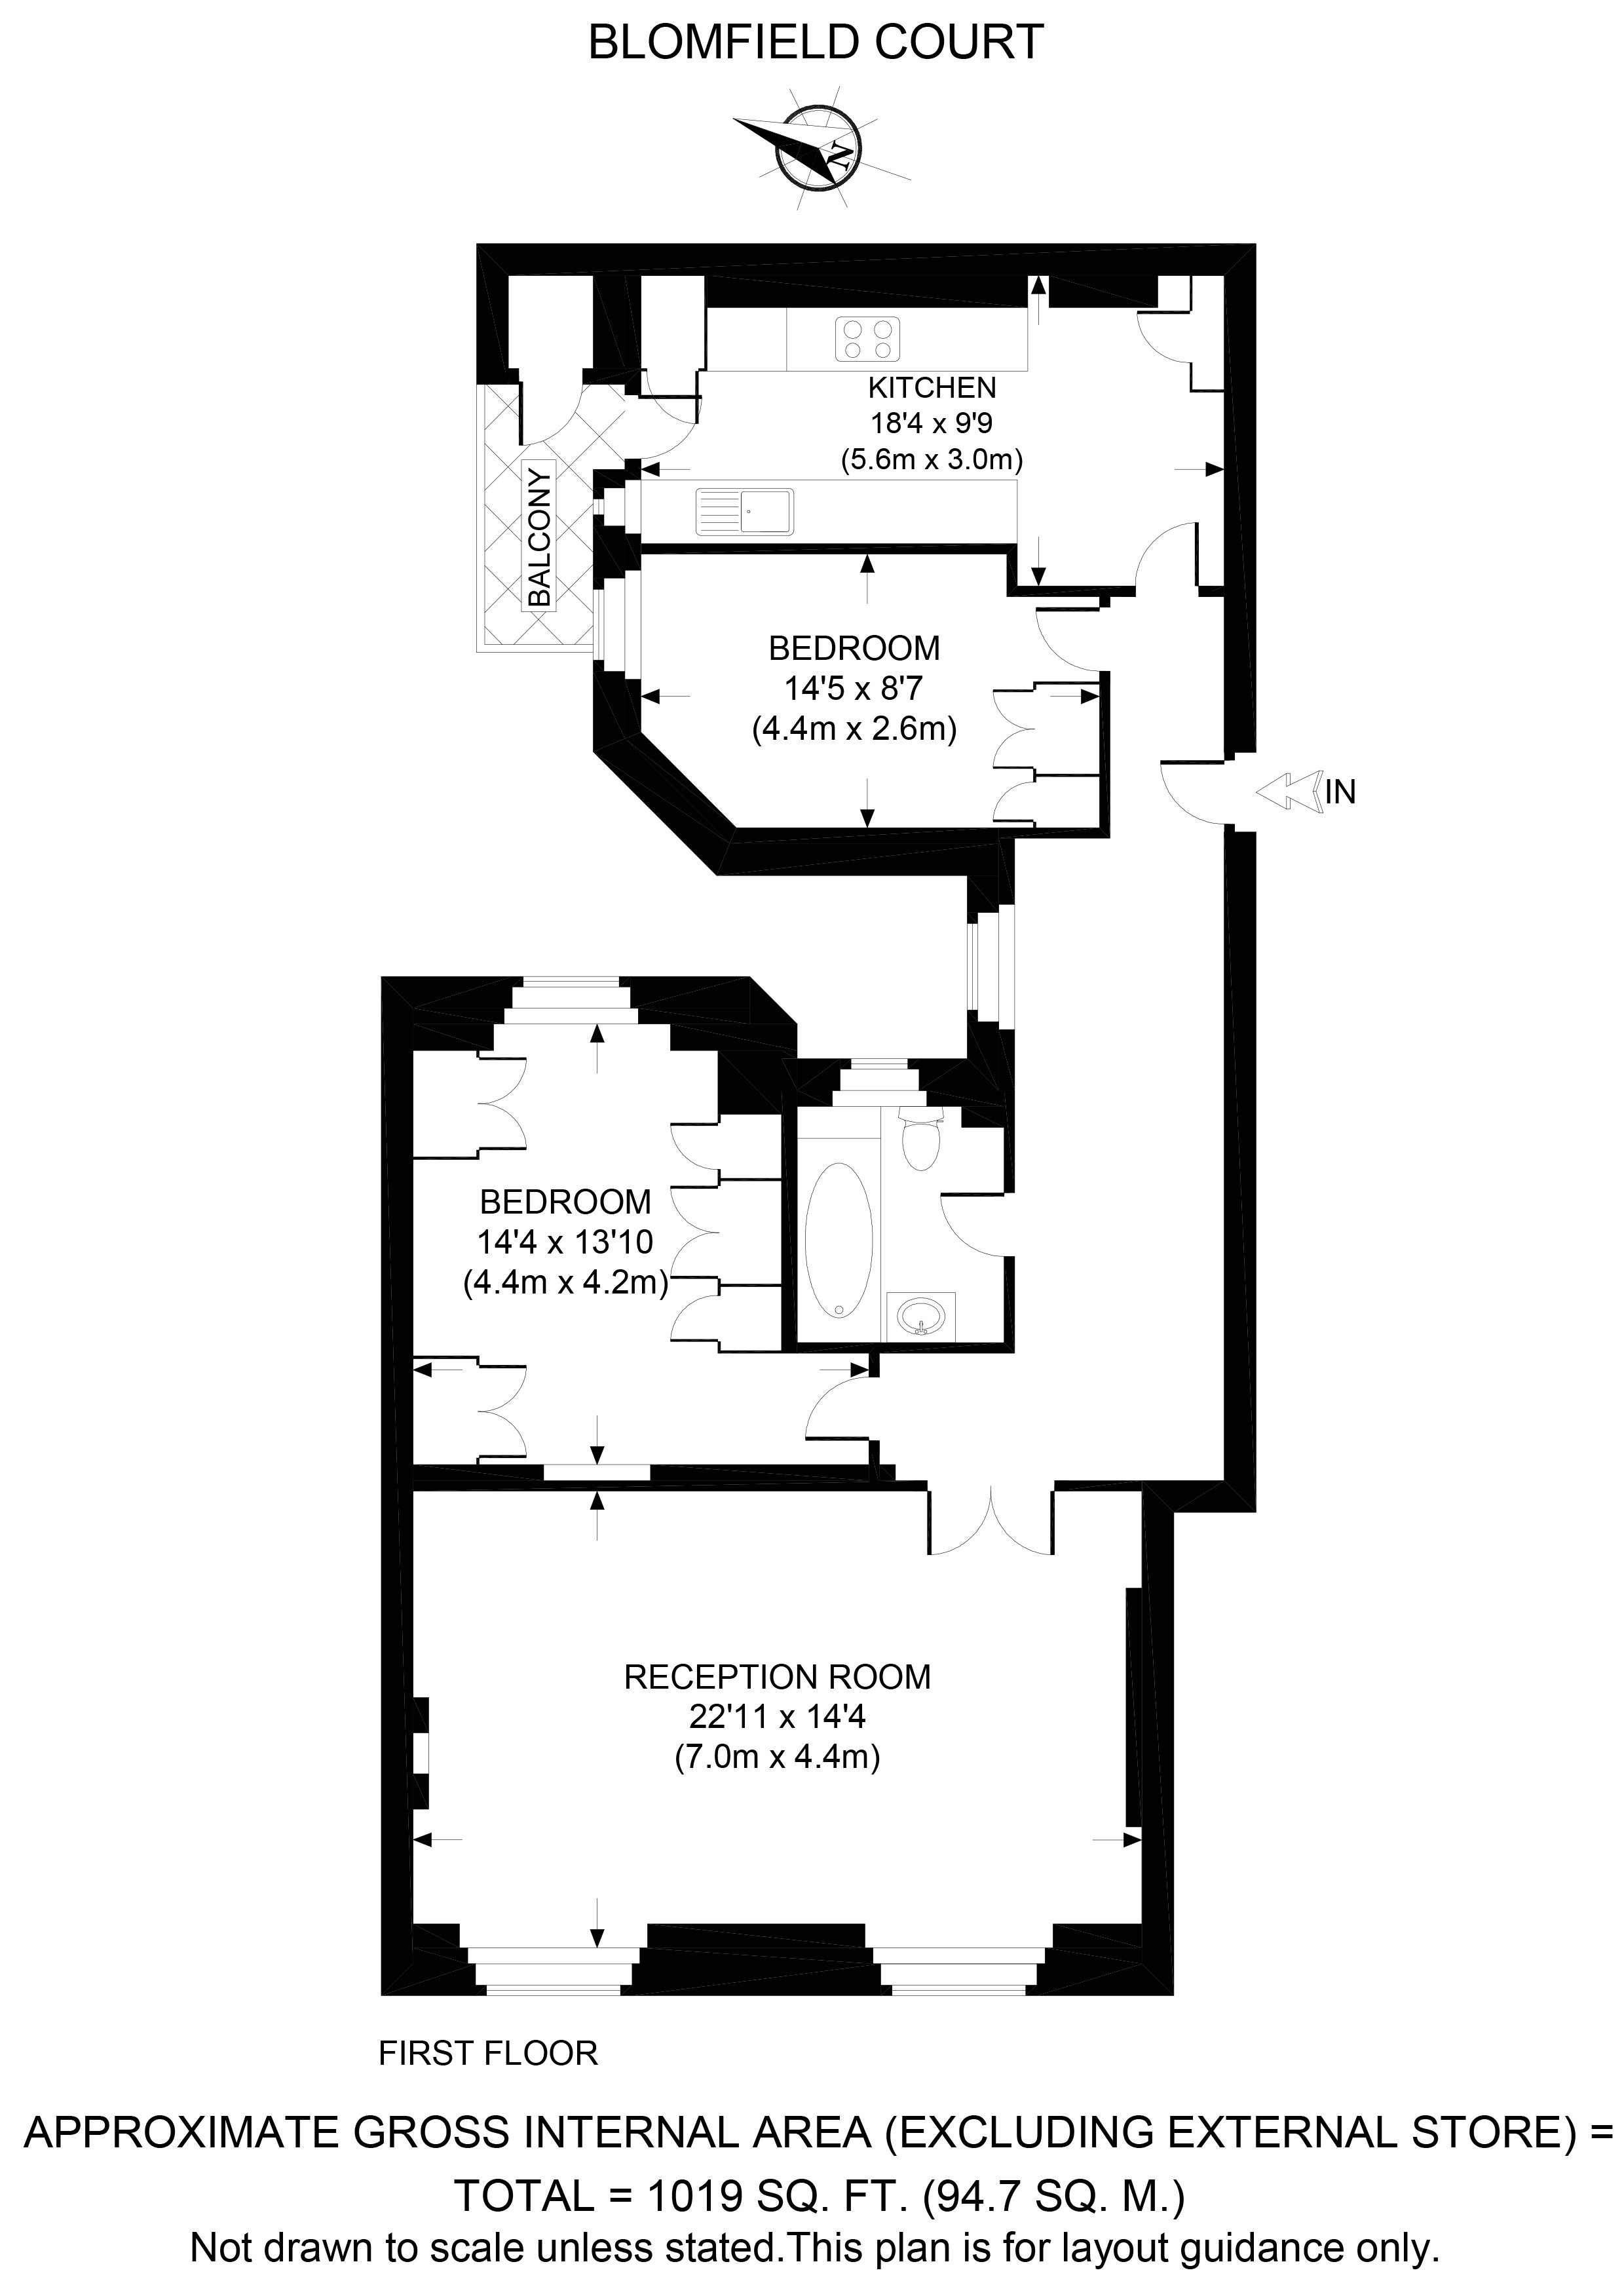 BLOMFIELD COURT
N
KITCHEN
18'4 x 9'9
(5.6m x 3.0m)
BALCONY
BEDROOM
14'5 x 8'7
(4.4m x 2.6m)
IN
BEDROOM
14'4 x 13'10
(4.4m x 4.2m)
RECEPTION ROOM
22'11 x 14'4
(7.0m x 4.4m)
FIRST FLOOR
APPROXIMATE GROSS INTERNAL AREA (EXCLUDING EXTERNAL STORE) =
TOTAL = 1019 SQ. FT. (94.7 SQ. M.)
Not drawn to scale unless stated.This plan is for layout guidance only.